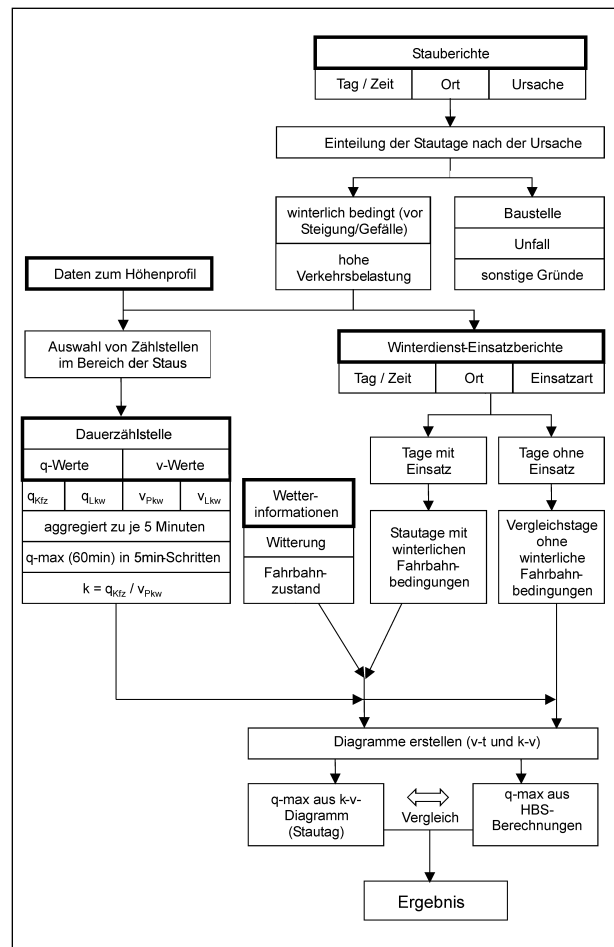 Stauberichte
Tag / Zeit
Ort
Ursache
Einteilung der Stautage nach der Ursache
winterlich bedingt (vor
Steigung/Gefälle)
hohe
Verkehrsbelastung
Baustelle
Unfall
sonstige Gründe
Daten zum Höhenprofil
Auswahl von Zählstellen
im Bereich der Staus
Winterdienst-Einsatzberichte
Tag / Zeit
Ort
Einsatzart
Dauerzählstelle
q-Werte
v-Werte
qKfz
qLkw
vPkw
vLkw
aggregiert zu je 5 Minuten
q-max (60min) in 5min-Schritten
k = qKfz / vPkw
Wetter-
informationen
Witterung
Fahrbahn-
zustand
Tage mit
Einsatz
Tage ohne
Einsatz
Stautage mit
winterlichen
Fahrbahn-
bedingungen
Vergleichstage
ohne
winterliche
Fahrbahn-
bedingungen
Diagramme erstellen (v-t und k-v)
q-max aus k-v-
Diagramm
(Stautag)
Vergleich
q-max aus
HBS-
Berechnungen
Ergebnis